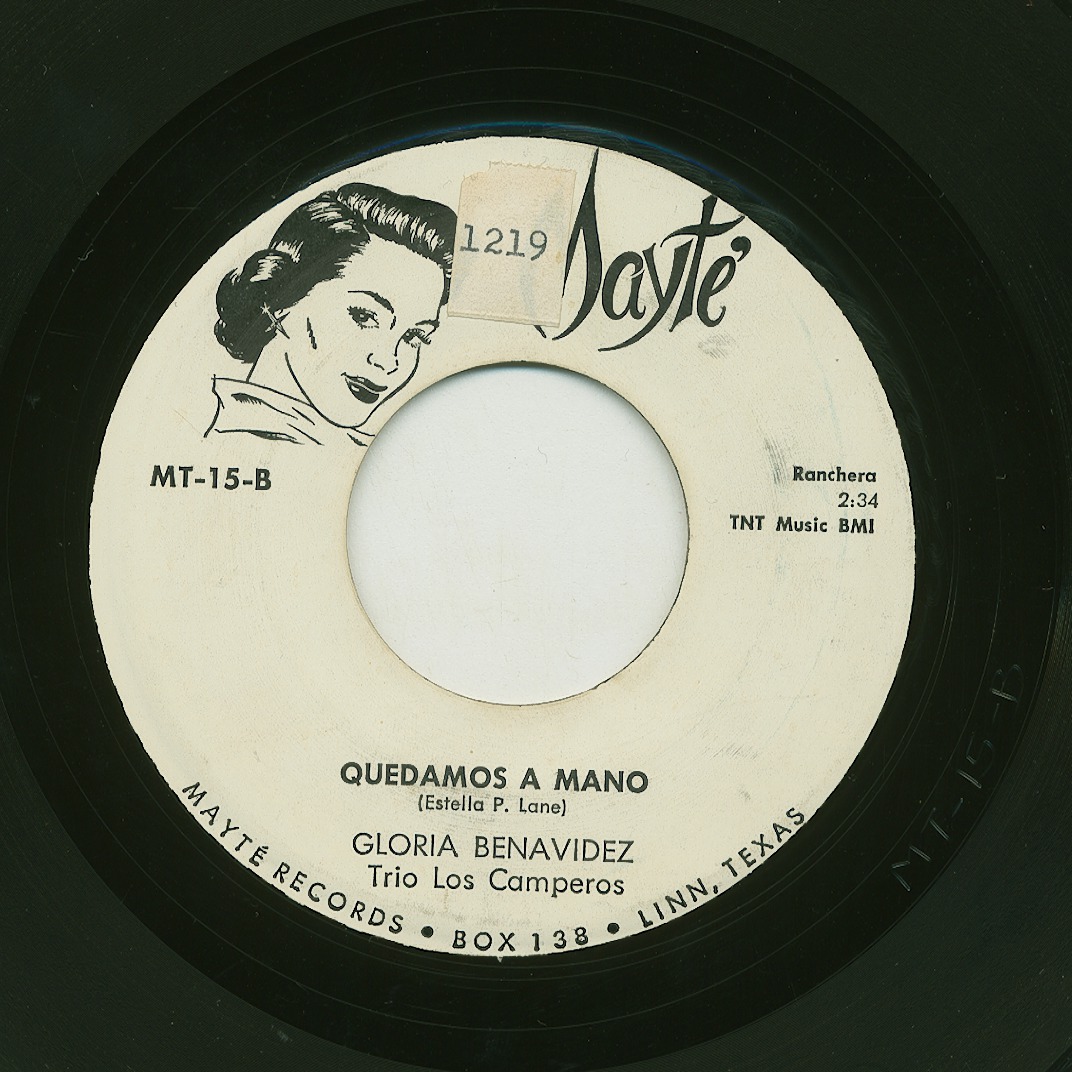 1219
Mayté
MT-15-B
Ranchera
2:34
TNT Music BMI
QUEDAMOS A MANO
(Estella P. Lane)
GLORIA BENAVIDEZ
Trio Los Camperos
MAYTÉ RECORDS • BOX 138 • LINN, TEXAS
MT-15-B